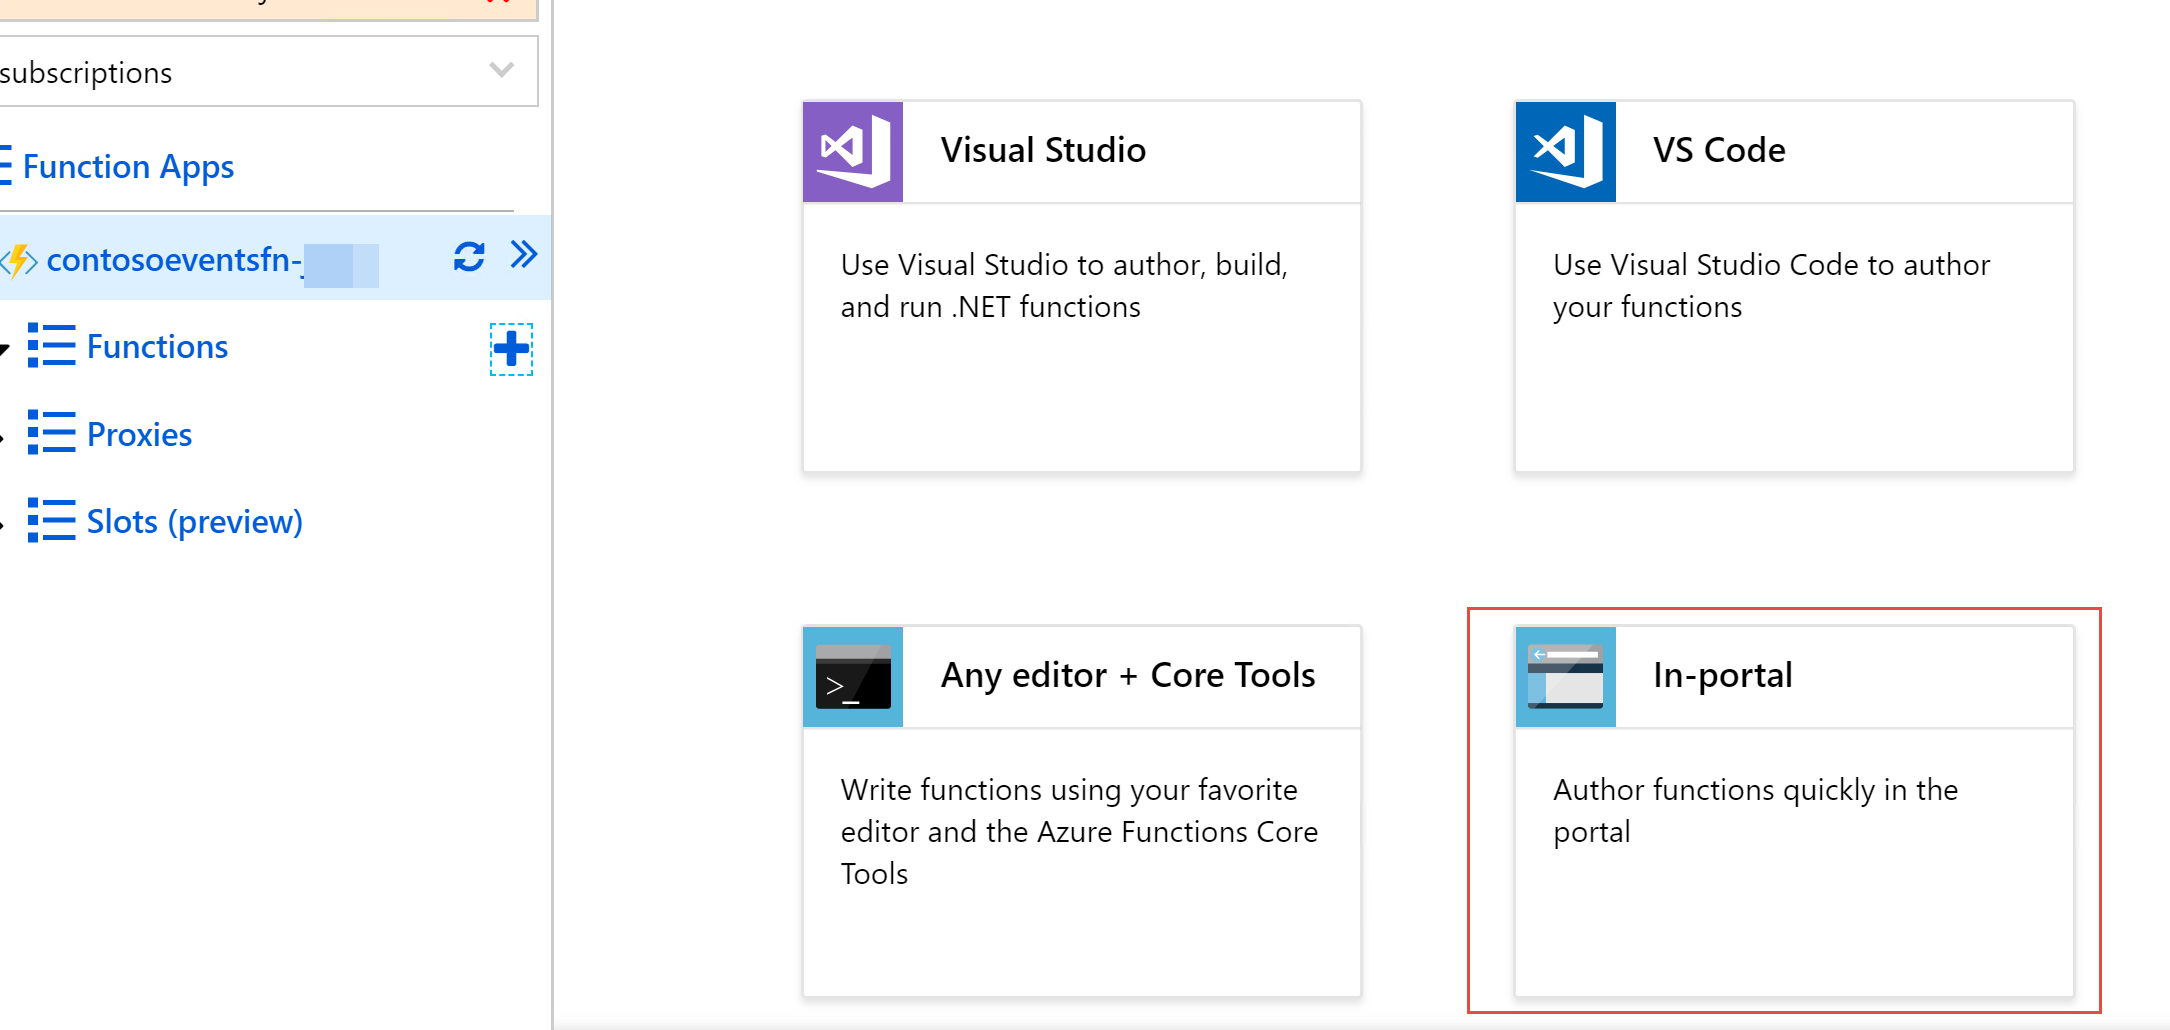 subscriptions
Function Apps
contosoeventsfn-
Functions
Proxies
Slots (preview)
Visual Studio
Use Visual Studio to author, build,
and run .NET functions
VS Code
Use Visual Studio Code to author
your functions
Any editor + Core Tools
Write functions using your favorite
editor and the Azure Functions Core
Tools
In-portal
Author functions quickly in the
portal